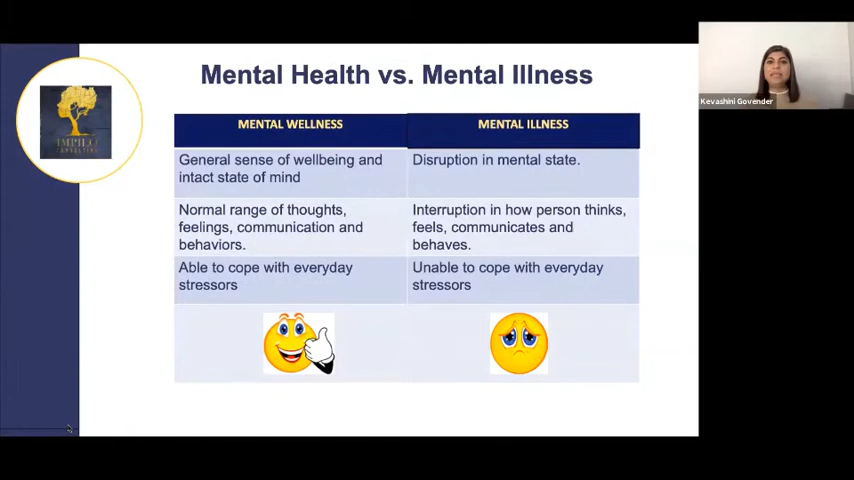 Mental Health vs. Mental Illness
Kevashini Govender
IMPILO
CONSULTING
MENTAL WELLNESS
MENTAL ILLNESS
General sense of wellbeing and
intact state of mind
Disruption in mental state.
Normal range of thoughts,
feelings, communication and
behaviors.
Interruption in how person thinks,
feels, communicates and
behaves.
Able to cope with everyday
stressors
Unable to cope with everyday
stressors